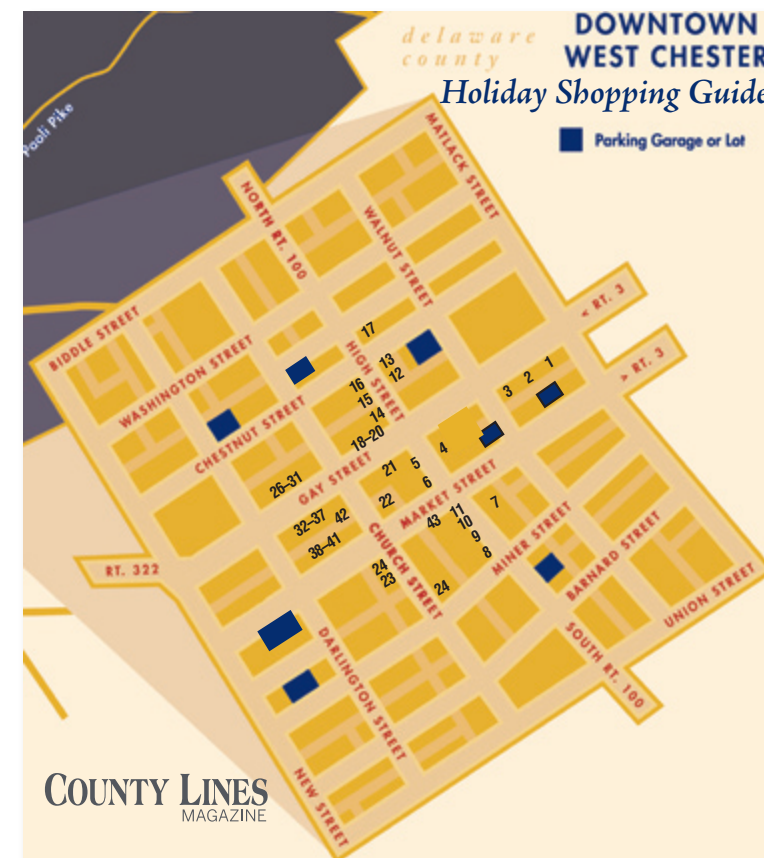 delaware
county
DOWNTOWN
WEST CHESTER
Holiday Shopping Guide
Parking Garage or Lot
Paoli Pike
MATLACK STREET
NORTH RT. 100
WALNUT STREET
< RT. 3
> RT. 3
BIDDLE STREET
WASHINGTON STREET
HIGH STREET
CHESTNUT STREET
17
13
12
16
15
14
18–20
1
2
3
GAY STREET
4
5
6
21
22
26–31
MARKET STREET
32–37
42
38–41
CHURCH STREET
43
11
10
9
8
7
MINER STREET
24
23
24
BARNARD STREET
RT. 322
UNION STREET
DARLINGTON STREET
SOUTH RT. 100
NEW STREET
COUNTY LINES
MAGAZINE